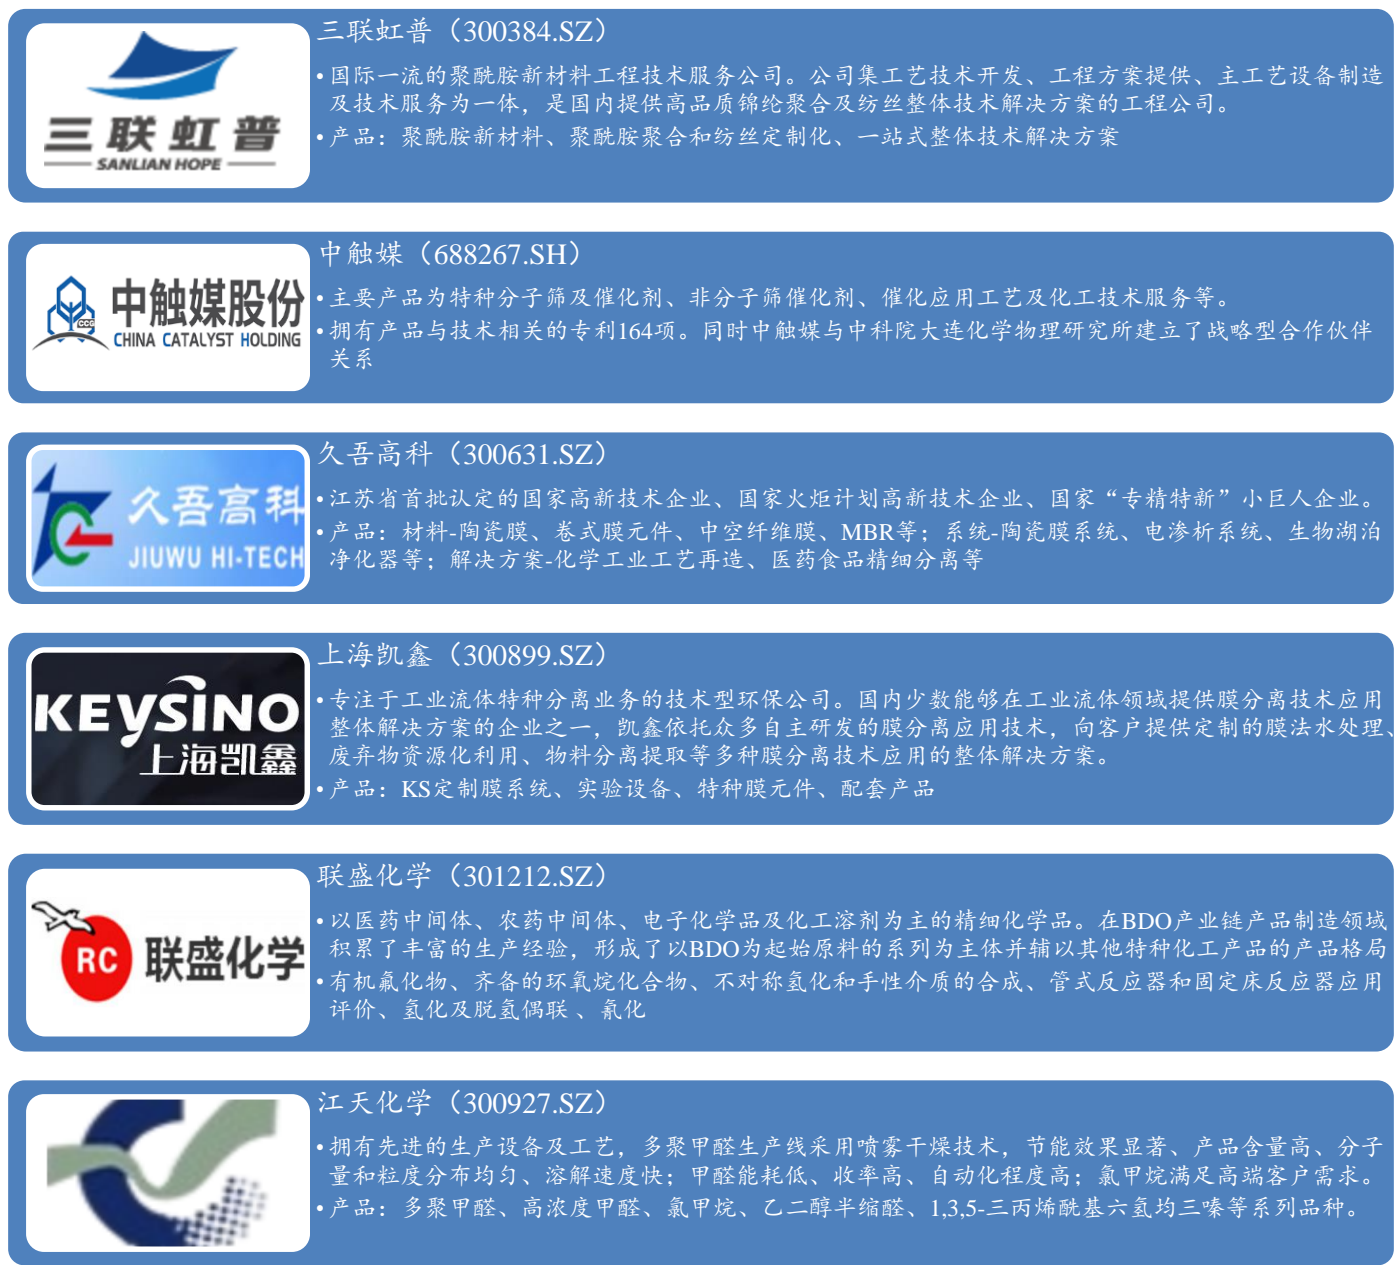 三联虹普
SANLIAN HOPE
三联虹普（300384.SZ）
•国际一流的聚酰胺新材料工程技术服务公司。公司集工艺技术开发、工程方案提供、主工艺设备制造
及技术服务为一体，是国内提供高品质锦纶聚合及纺丝整体技术解决方案的工程公司。
•产品：聚酰胺新材料、聚酰胺聚合和纺丝定制化、一站式整体技术解决方案
CCG
中触媒股份
CHINA CATALYST HOLDING
中触媒（688267.SH）
•主要产品为特种分子筛及催化剂、非分子筛催化剂、催化应用工艺及化工技术服务等。
•拥有产品与技术相关的专利164项。同时中触媒与中科院大连化学物理研究所建立了战略型合作伙伴
关系
久吾高科
JIUWU HI-TECH
久吾高科（300631.SZ）
•江苏省首批认定的国家高新技术企业、国家火炬计划高新技术企业、国家“专精特新”小巨人企业。
•产品：材料-陶瓷膜、卷式膜元件、中空纤维膜、MBR等；系统-陶瓷膜系统、电渗析系统、生物湖泊
净化器等；解决方案-化学工业工艺再造、医药食品精细分离等
KEYSINO
上海凯鑫
上海凯鑫（300899.SZ）
•专注于工业流体特种分离业务的技术型环保公司。国内少数能够在工业流体领域提供膜分离技术应用
整体解决方案的企业之一，凯鑫依托众多自主研发的膜分离应用技术，向客户提供定制的膜法水处理、
废弃物资源化利用、物料分离提取等多种膜分离技术应用的整体解决方案。
•产品：KS定制膜系统、实验设备、特种膜元件、配套产品
RC
联盛化学
联盛化学（301212.SZ）
•以医药中间体、农药中间体、电子化学品及化工溶剂为主的精细化学品。在BDO产业链产品制造领域
积累了丰富的生产经验，形成了以BDO为起始原料的系列为主体并辅以其他特种化工产品的产品格局
•有机氟化物、齐备的环氧烷化合物、不对称氢化和手性介质的合成、管式反应器和固定床反应器应用
评价、氢化及脱氢偶联 、氰化
江天化学（300927.SZ）
•拥有先进的生产设备及工艺，多聚甲醛生产线采用喷雾干燥技术，节能效果显著、产品含量高、分子
量和粒度分布均匀、溶解速度快；甲醛能耗低、收率高、自动化程度高；氯甲烷满足高端客户需求。
•产品：多聚甲醛、高浓度甲醛、氯甲烷、乙二醇半缩醛、1,3,5-三丙烯酰基六氢均三嗪等系列品种。